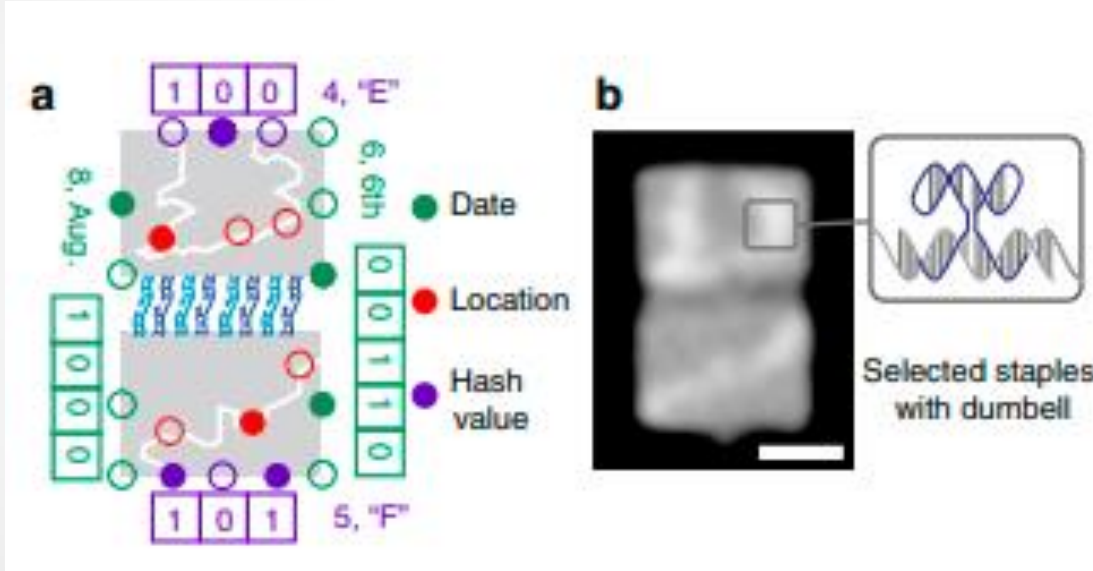 a
1 0 0 4, "E"
8, Aug.
6, 6th
1 0 0 0
0 0 1 1 0
Date
Location
Hash
value
1 0 1 5, "F"
b
Selected staples
with dumbell